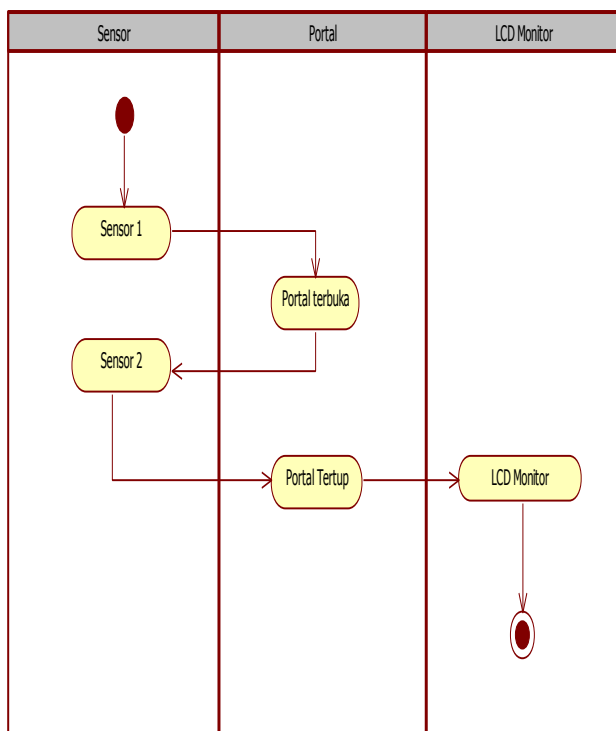 Sensor
Portal
LCD Monitor
Sensor 1
Portal terbuka
Sensor 2
Portal Tertup
LCD Monitor